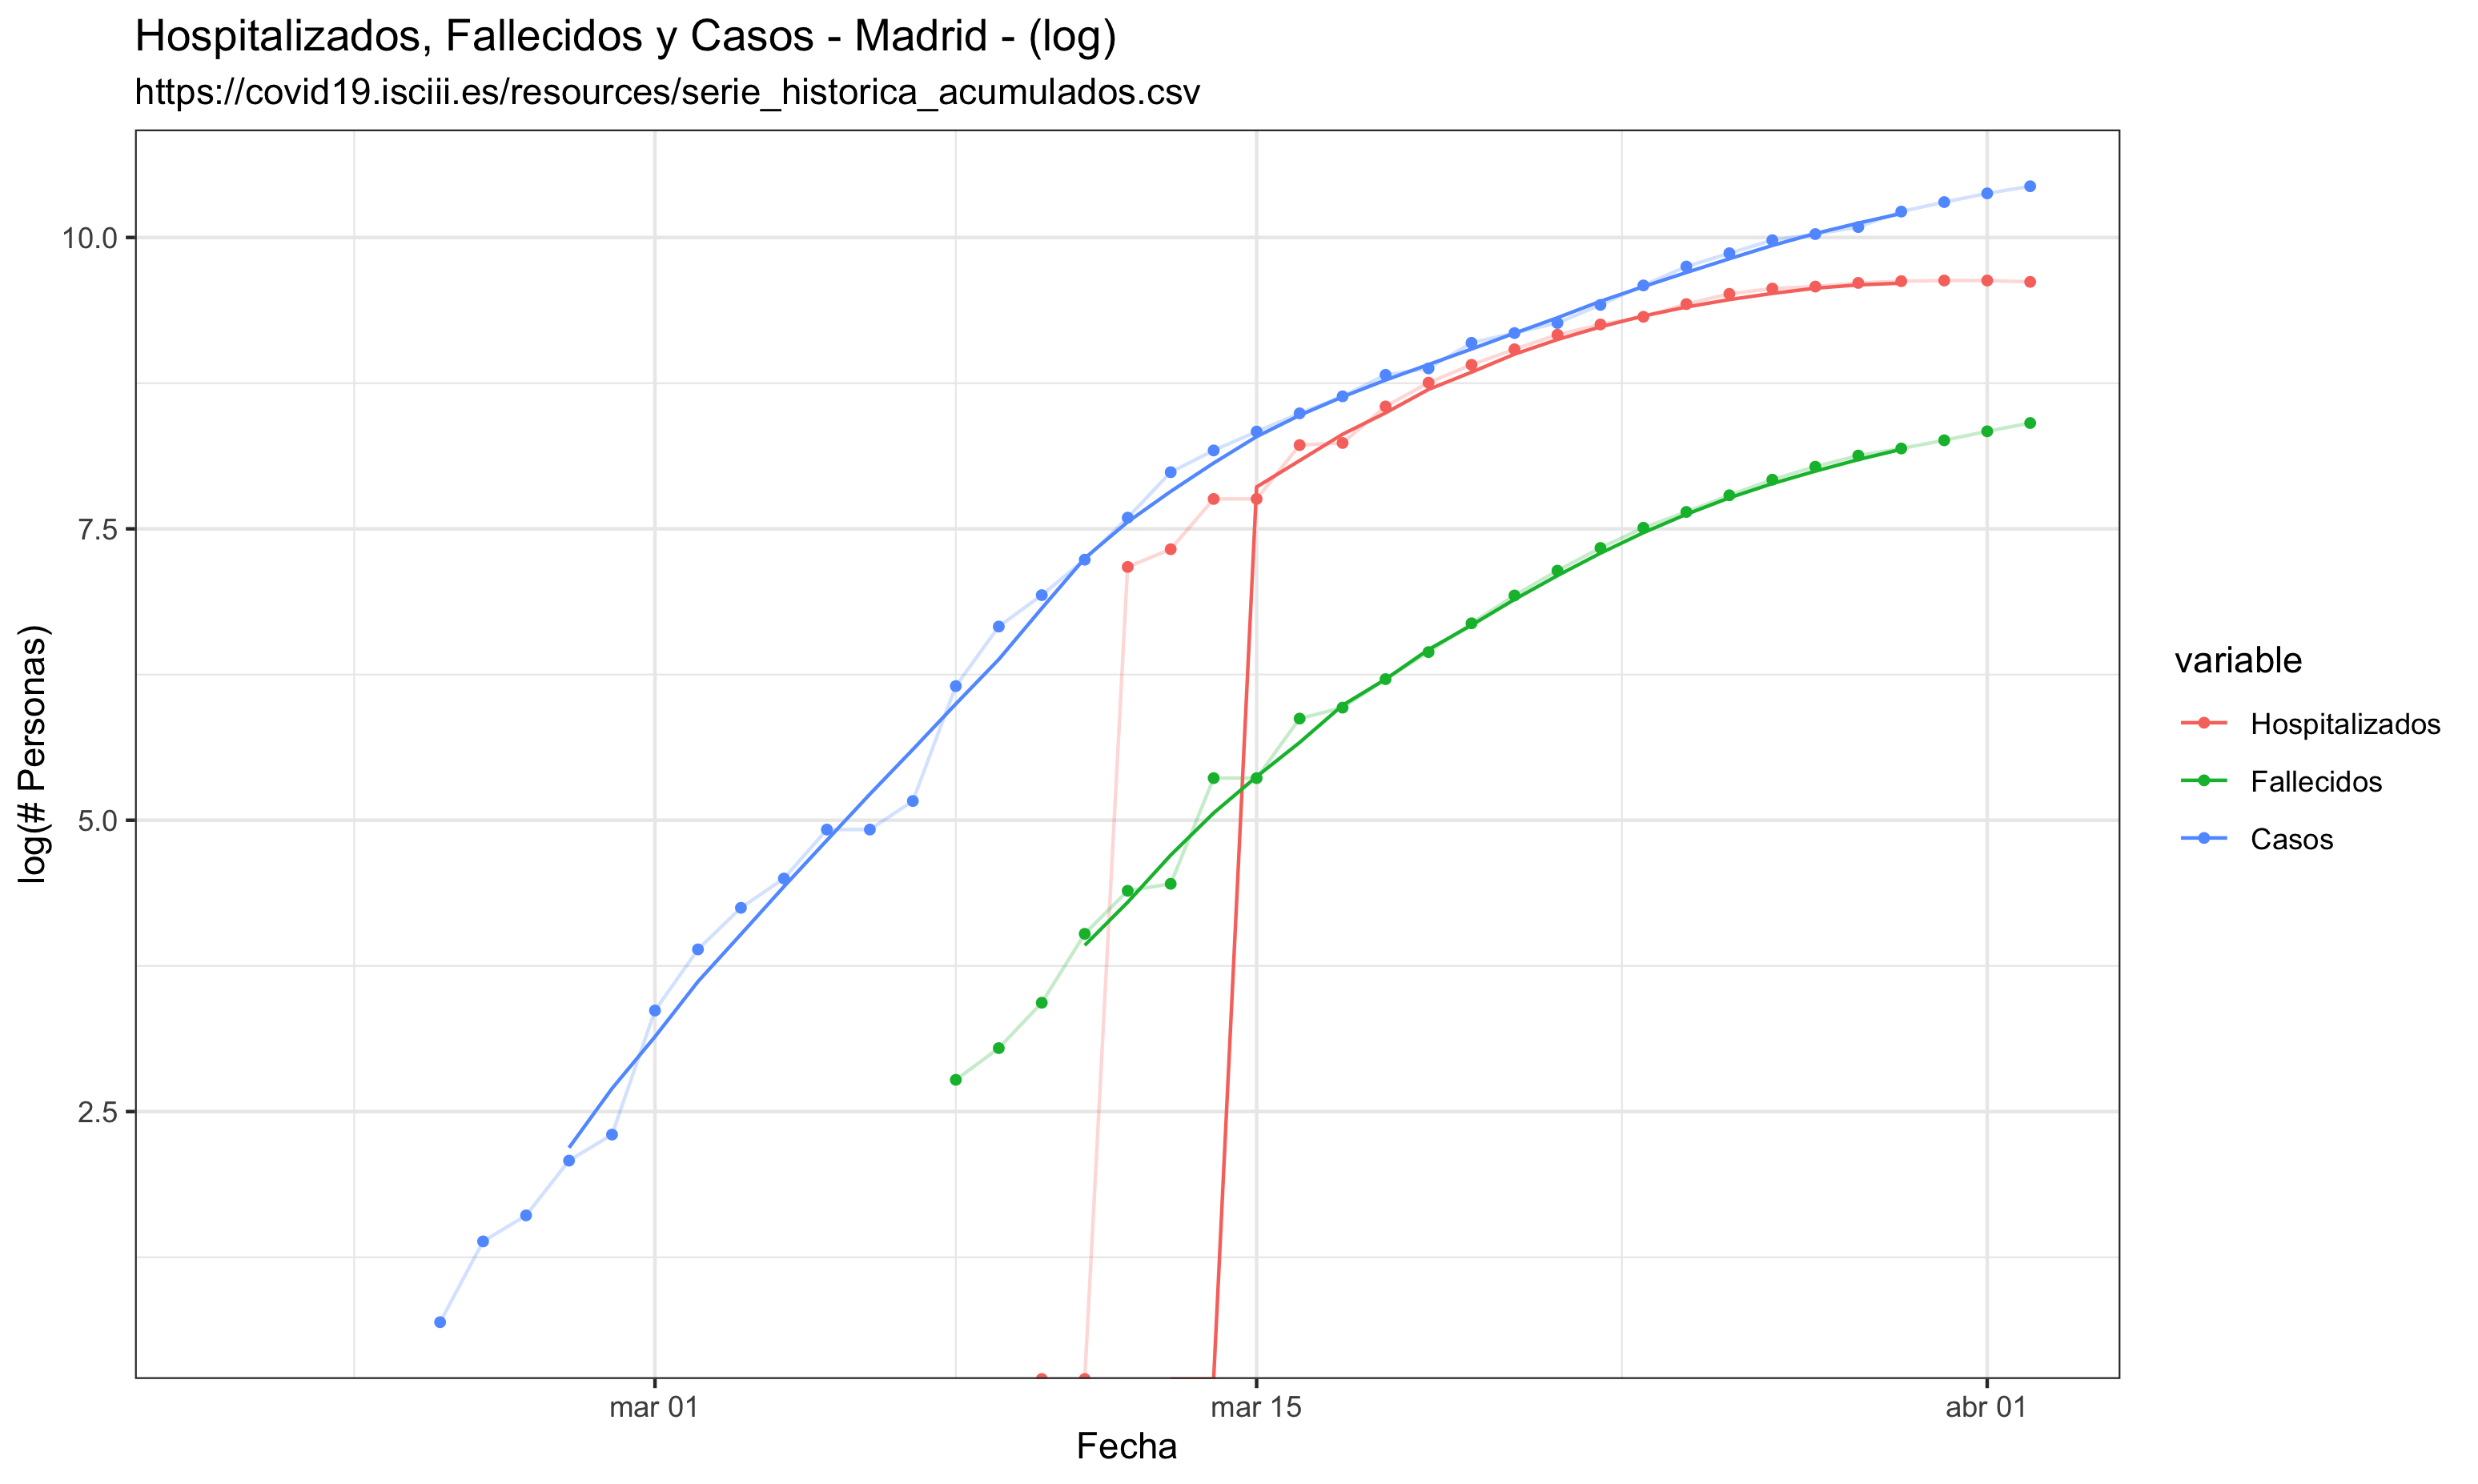 Hospitalizados, Fallecidos y Casos - Madrid - (log)
https://covid19.isciii.es/resources/serie_historica_acumulados.csv
log(# Personas)
10.0
7.5
5.0
2.5
mar 01
mar 15
abr 01
Fecha
variable
Hospitalizados
Fallecidos
Casos